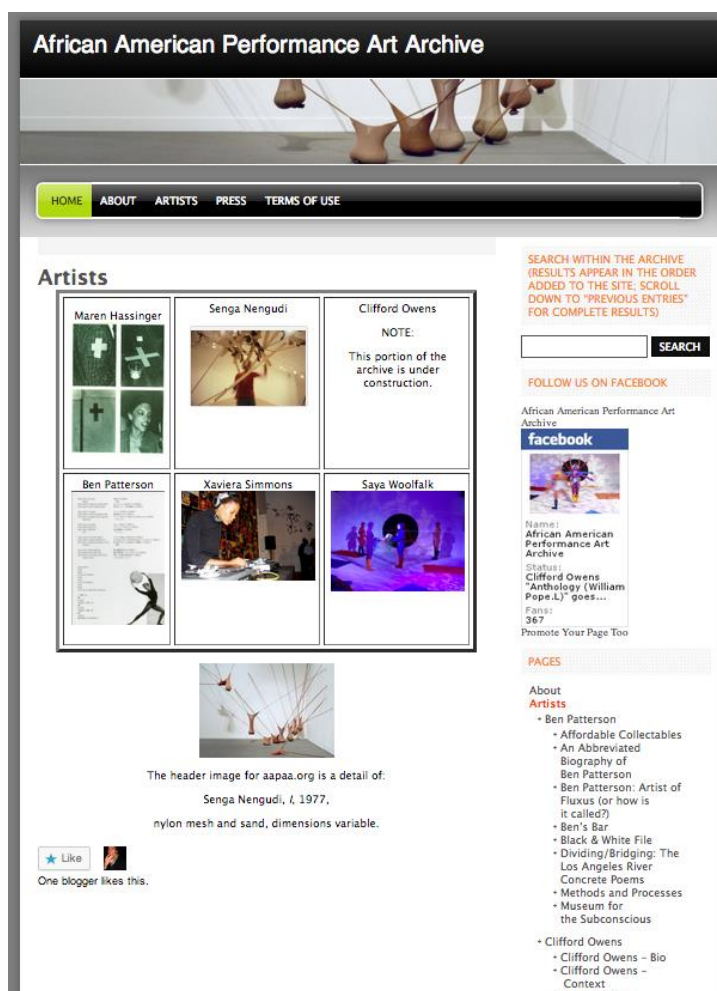 African American Performance Art Archive
HOME ABOUT ARTISTS PRESS TERMS OF USE
Artists
Maren Hassinger
Senga Nengudi
Clifford Owens
NOTE:
This portion of the
archive is under
construction.
Ben Patterson
Xaviera Simmons
Saya Woolfalk
The header image for aapaa.org is a detail of:
Senga Nengudi, I, 1977,
nylon mesh and sand, dimensions variable.
Like
One blogger likes this.
SEARCH WITHIN THE ARCHIVE
(RESULTS APPEAR IN THE ORDER
ADDED TO THE SITE; SCROLL
DOWN TO "PREVIOUS ENTRIES"
FOR COMPLETE RESULTS)
SEARCH
FOLLOW US ON FACEBOOK
African American Performance Art
Archive
facebook
Name:
African American
Performance Art
Archive
Status:
Clifford Owens
"Anthology (William
Pope.L)" goes...
Fans:
367
Promote Your Page Too
PAGES
About
Artists
+ Ben Patterson
+ Affordable Collectables
+ An Abbreviated
Biography of
Ben Patterson
+ Ben Patterson: Artist of
Fluxus (or how is
it called?)
+ Ben's Bar
+ Black & White File
+ Dividing/Bridging: The
Los Angeles River
Concrete Poems
+ Methods and Processes
+ Museum for
the Subconscious
+ Clifford Owens
+ Clifford Owens – Bio
+ Clifford Owens –
Context